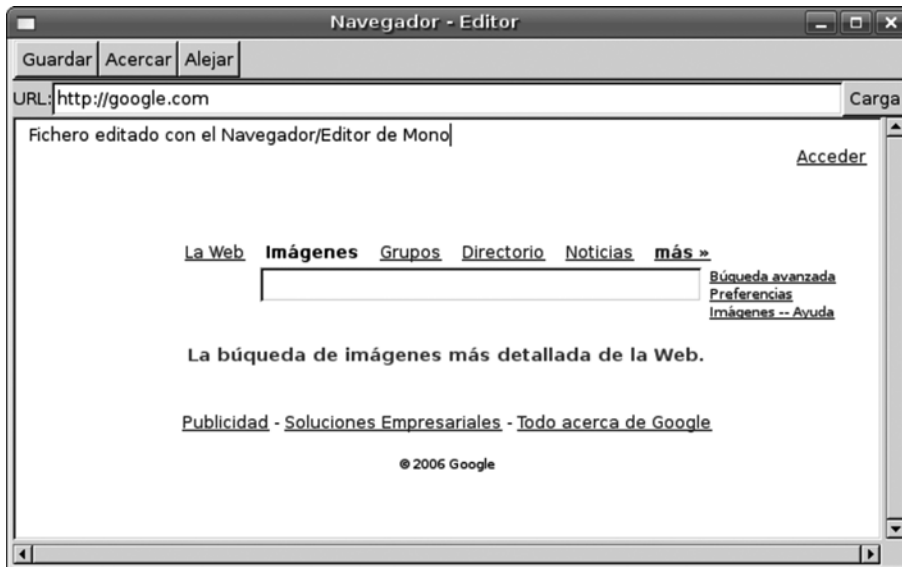 Navegador - Editor
Guardar Acercar Alejar
URL: http://google.com Carga
Fichero editado con el Navegador/Editor de Mono
Acceder
La Web Imágenes Grupos Directorio Noticias más »
Búqueda avanzada
Preferencias
Imágenes -- Ayuda
La búqueda de imágenes más detallada de la Web.
Publicidad - Soluciones Empresariales - Todo acerca de Google
© 2006 Google